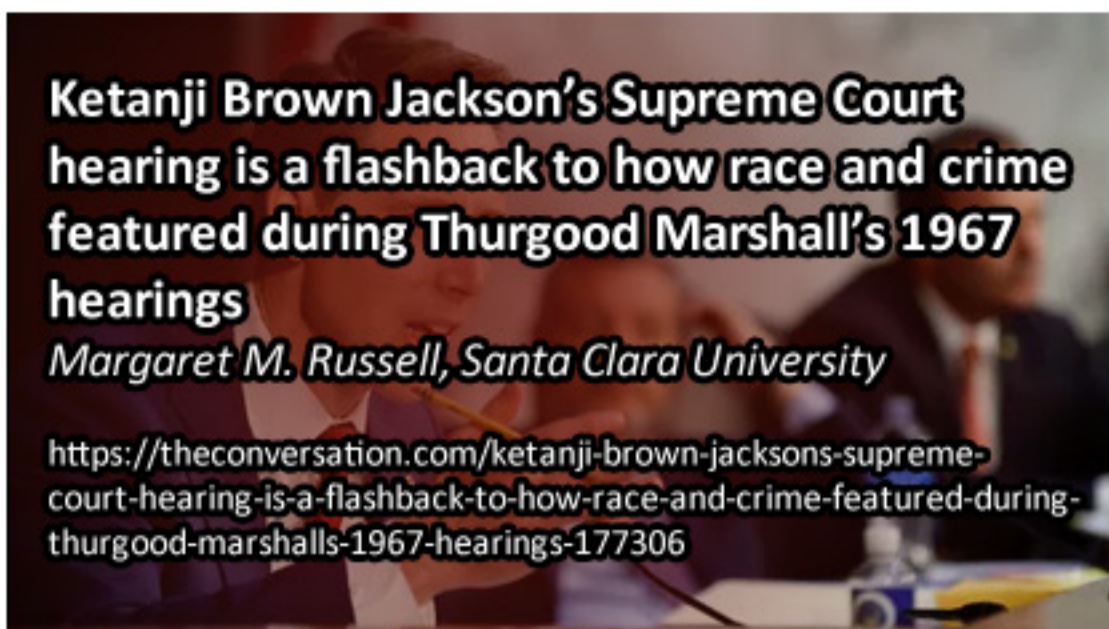 Ketanji Brown Jackson’s Supreme Court
hearing is a flashback to how race and crime
featured during Thurgood Marshall’s 1967
hearings
Margaret M. Russell, Santa Clara University
https://theconversation.com/ketanji-brown-jacksons-supreme-
court-hearing-is-a-flashback-to-how-race-and-crime-featured-during-
thurgood-marshalls-1967-hearings-177306